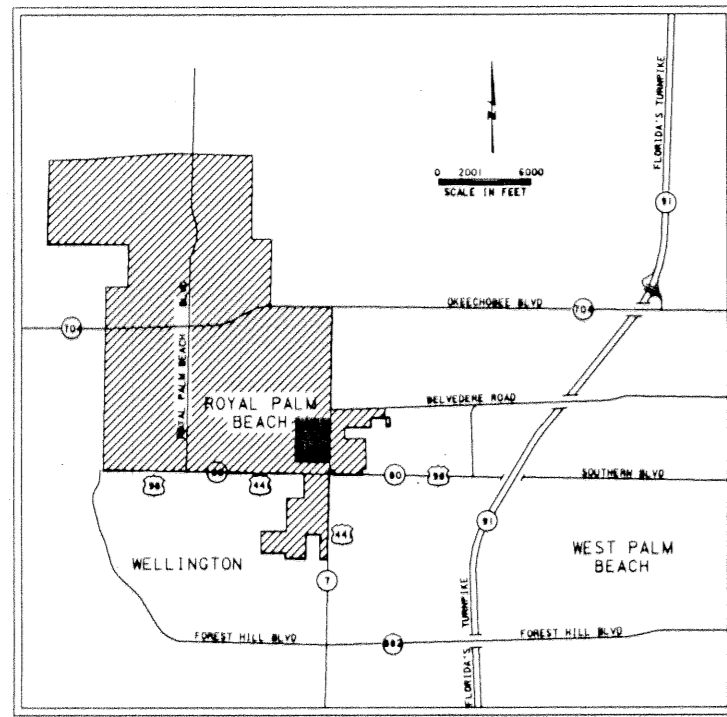 FLORIDA'S TURNPIKE
N
0 2001 6000
SCALE IN FEET
91
OKEECHOBEE BLVD
704
704
ROYAL PALM BEACH BLVD
ROYAL PALM
BEACH
BELVEDERE ROAD
98
80
441
80
98
SOUTHERN BLVD
91
441
WELLINGTON
WEST PALM
BEACH
7
FLORIDA'S TURNPIKE
FOREST HILL BLVD
882
FOREST HILL BLVD